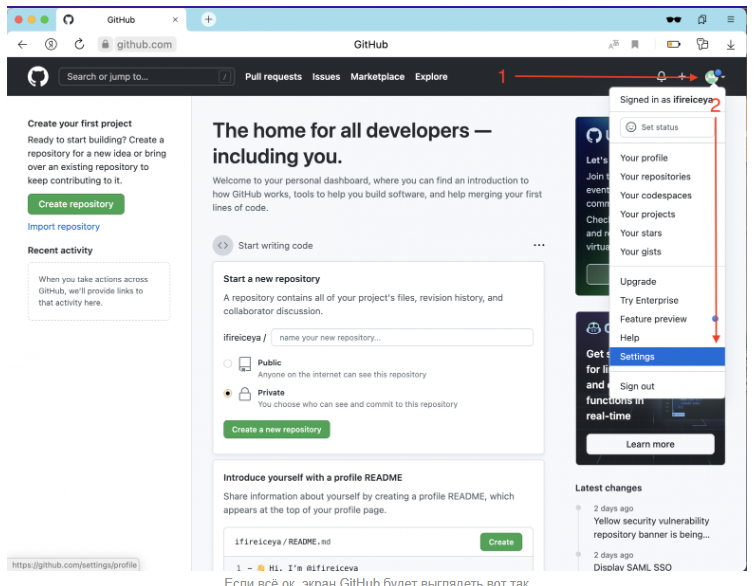 GitHub
github.com
GitHub
Search or jump to...
/
Pull requests Issues Marketplace Explore
1
2
Signed in as ifireiceya
Set status
Your profile
Your repositories
Your codespaces
Your projects
Your stars
Your gists
Upgrade
Try Enterprise
Feature preview
Help
Settings
Sign out
Create your first project
Ready to start building? Create a
repository for a new idea or bring
over an existing repository to
keep contributing to it.
Create repository
Import repository
Recent activity
When you take actions across
GitHub, we'll provide links to
that activity here.
The home for all developers —
including you.
Welcome to your personal dashboard, where you can find an introduction to
how GitHub works, tools to help you build software, and help merging your first
lines of code.
Start writing code
Start a new repository
A repository contains all of your project's files, revision history, and
collaborator discussion.
ifireiceya / name your new repository...
Public
Anyone on the internet can see this repository
Private
You choose who can see and commit to this repository
Create a new repository
Introduce yourself with a profile README
Share information about yourself by creating a profile README, which
appears at the top of your profile page.
ifireiceya / README.md
Create
1 - 👋 Hi, I'm @ifireiceya
Let's
Join t
event
comm
Chec
and r
virtua
Get s
for li
and e
functions in
real-time
Learn more
Latest changes
2 days ago
Yellow security vulnerability
repository banner is being...
2 days ago
Display SAML SSO
https://github.com/settings/profile
Если всё ок, экран GitHub будет выглядеть вот так